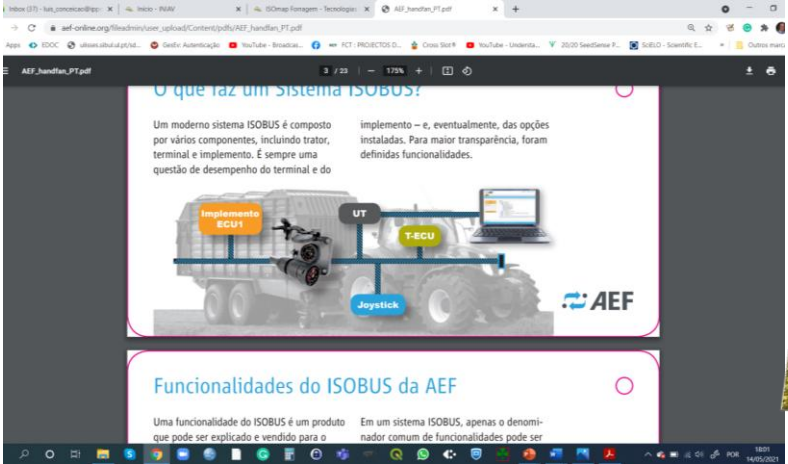 Inbox (37) - luis_conceicao@ipp
Início - INIAV
ISOmap Forragem - Tecnologia
AEF_handfan_PT.pdf
aef-online.org/fileadmin/user_upload/Content/pdfs/AEF_handfan_PT.pdf
Apps
EDOC
GesEv: Autenticação
YouTube - Broadcas...
FCT : PROJECTOS D...
Cross Slot®
YouTube - Understa...
20/20 SeedSense P...
SciELO - Scientific E...
Outros marca
AEF_handfan_PT.pdf
3 / 23
175%
O que faz um Sistema ISOBUS?
Um moderno sistema ISOBUS é composto
por vários componentes, incluindo trator,
terminal e implemento. É sempre uma
questão de desempenho do terminal e do
implemento – e, eventualmente, das opções
instaladas. Para maior transparência, foram
definidas funcionalidades.
Implemento
ECU1
UT
T-ECU
Joystick
AEF
Funcionalidades do ISOBUS da AEF
Uma funcionalidade do ISOBUS é um produto
que pode ser explicado e vendido para o
Em um sistema ISOBUS, apenas o denomi-
nador comum de funcionalidades pode ser
POR
18:01
14/05/2021